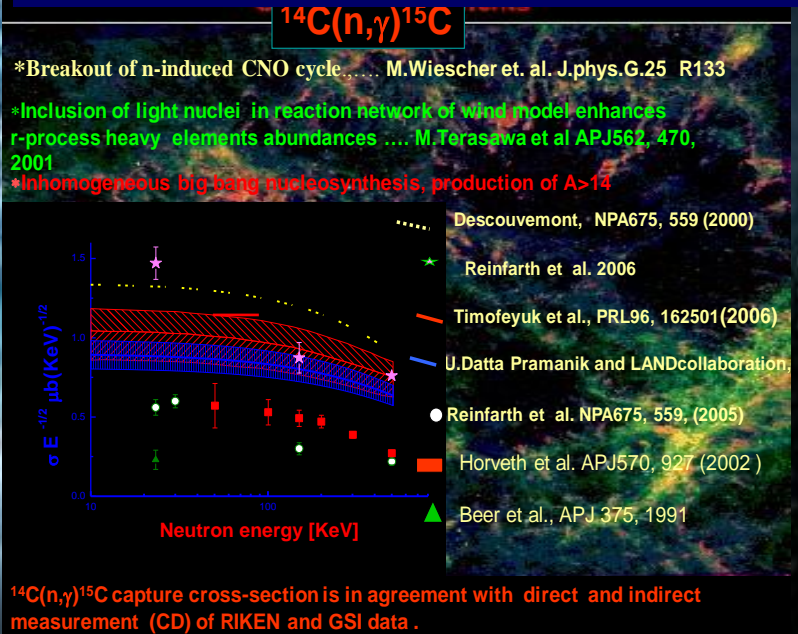 ¹⁴C(n,γ)¹⁵C
*Breakout of n-induced CNO cycle.,.... M.Wiescher et. al. J.phys.G.25 R133
*Inclusion of light nuclei in reaction network of wind model enhances
r-process heavy elements abundances .... M.Terasawa et al APJ562, 470,
2001
*Inhomogeneous big bang nucleosynthesis, production of A>14
Descouvemont, NPA675, 559 (2000)
Reinfarth et al. 2006
Timofeyuk et al., PRL96, 162501(2006)
U.Datta Pramanik and LANDcollaboration,
Reinfarth et al. NPA675, 559, (2005)
Horveth et al. APJ570, 927 (2002 )
Beer et al., APJ 375, 1991
σ E ⁻¹/² μb(KeV)⁻¹/²
1.5
1.0
0.5
0.0
10
100
Neutron energy [KeV]
¹⁴C(n,γ)¹⁵C capture cross-section is in agreement with direct and indirect
measurement (CD) of RIKEN and GSI data .